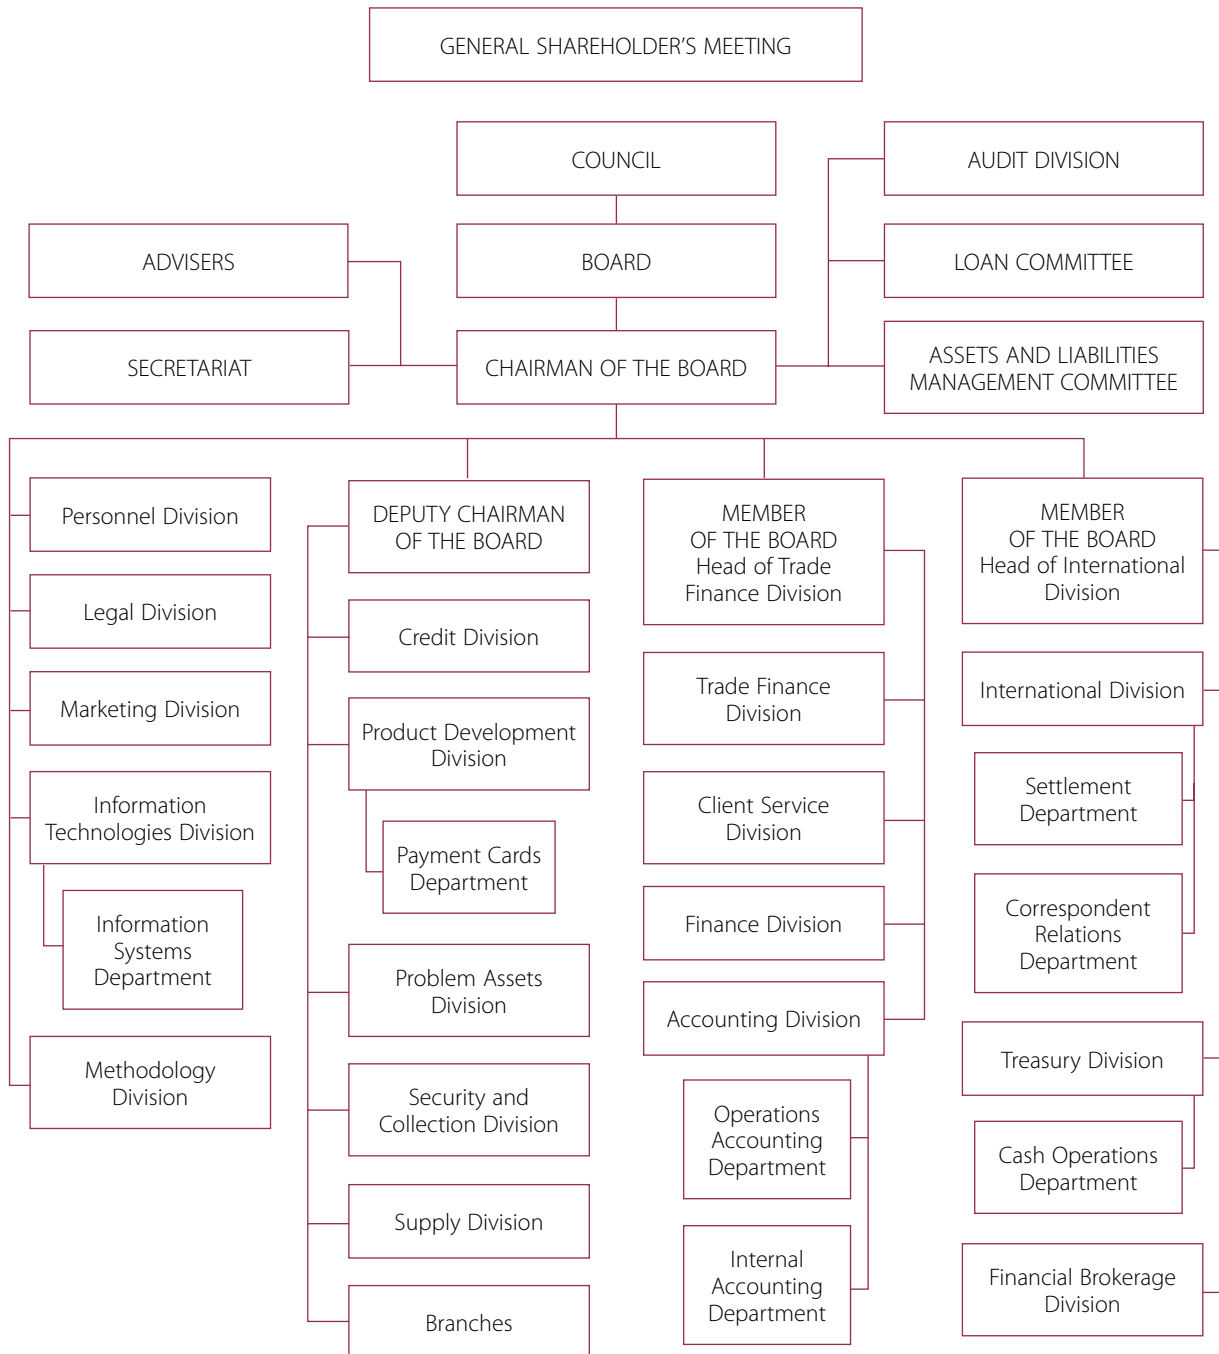 GENERAL SHAREHOLDER’S MEETING
COUNCIL
AUDIT DIVISION
ADVISERS
BOARD
LOAN COMMITTEE
SECRETARIAT
CHAIRMAN OF THE BOARD
ASSETS AND LIABILITIES
MANAGEMENT COMMITTEE
Personnel Division
Legal Division
Marketing Division
Information
Technologies Division
Information
Systems
Department
Methodology
Division
DEPUTY CHAIRMAN
OF THE BOARD
Credit Division
Product Development
Division
Payment Cards
Department
Problem Assets
Division
Security and
Collection Division
Supply Division
Branches
MEMBER
OF THE BOARD
Head of Trade
Finance Division
Trade Finance
Division
Client Service
Division
Finance Division
Accounting Division
Operations
Accounting
Department
Internal
Accounting
Department
MEMBER
OF THE BOARD
Head of International
Division
International Division
Settlement
Department
Correspondent
Relations
Department
Treasury Division
Cash Operations
Department
Financial Brokerage
Division